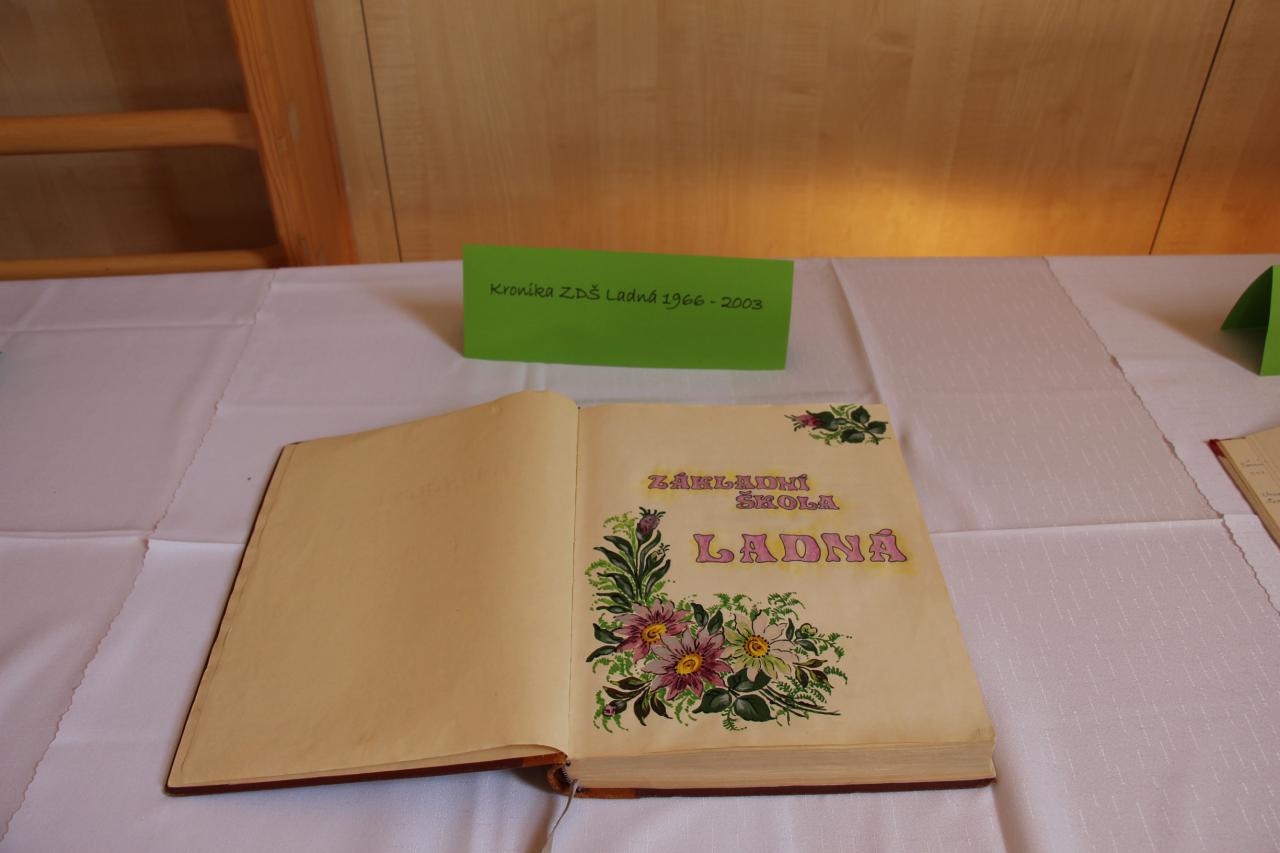 Kronika ZDŠ Ladná 1966 - 2003
ZÁKLADNÍ
ŠKOLA
LADNÁ